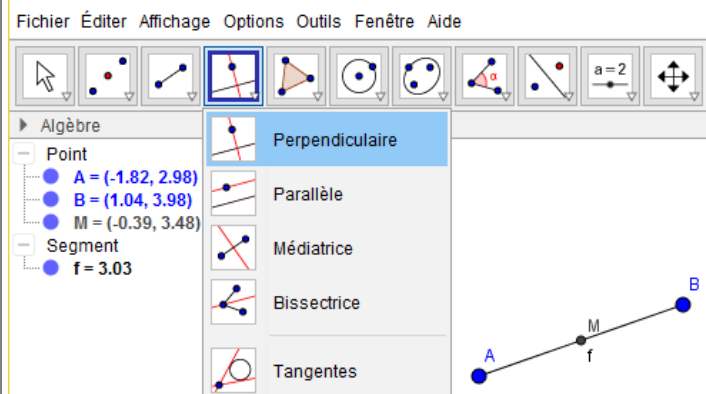 Fichier Éditer Affichage Options Outils Fenêtre Aide
α
a=2
Algèbre
Point
A = (-1.82, 2.98)
B = (1.04, 3.98)
M = (-0.39, 3.48)
Segment
f = 3.03
Perpendiculaire
Parallèle
Médiatrice
Bissectrice
Tangentes
B
M
f
A